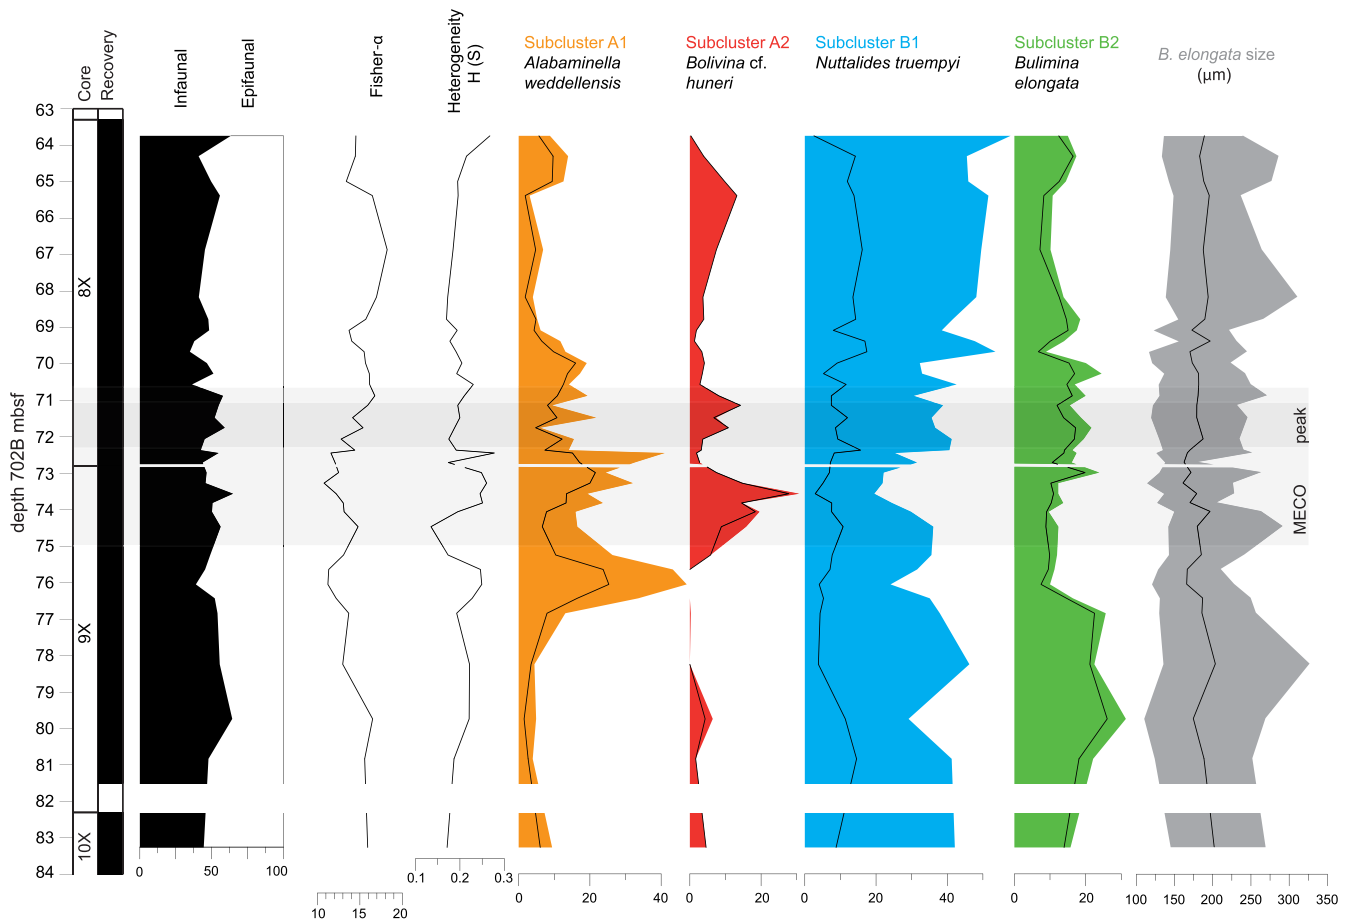 Core
Recovery
Infaunal
Epifaunal
Fisher-α
Heterogeneity
H (S)
Subcluster A1
Alabaminella
weddellensis
Subcluster A2
Bolivina cf.
huneri
Subcluster B1
Nuttalides truempyi
Subcluster B2
Bulimina
elongata
B. elongata size
(µm)
depth 702B mbsf
63
64
65
66
67
68
69
70
71
72
73
74
75
76
77
78
79
80
81
82
83
84
8X
9X
10X
peak
MECO
0 50 100
10 15 20
0.1 0.2 0.3
0 20 40
0 20
0 20 40
0 20
100 150 200 250 300 350